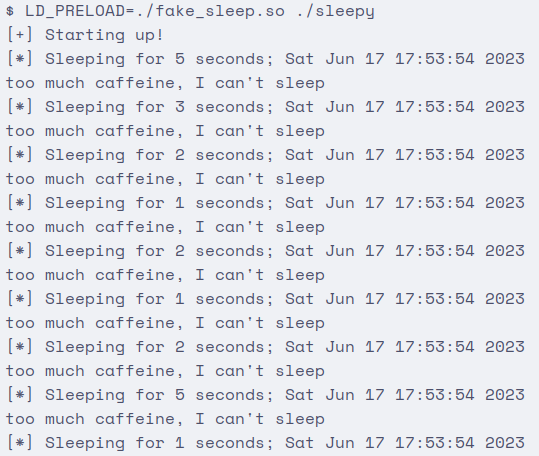 $ LD_PRELOAD=./fake_sleep.so ./sleepy
[+] Starting up!
[*] Sleeping for 5 seconds; Sat Jun 17 17:53:54 2023
too much caffeine, I can't sleep
[*] Sleeping for 3 seconds; Sat Jun 17 17:53:54 2023
too much caffeine, I can't sleep
[*] Sleeping for 2 seconds; Sat Jun 17 17:53:54 2023
too much caffeine, I can't sleep
[*] Sleeping for 1 seconds; Sat Jun 17 17:53:54 2023
too much caffeine, I can't sleep
[*] Sleeping for 2 seconds; Sat Jun 17 17:53:54 2023
too much caffeine, I can't sleep
[*] Sleeping for 1 seconds; Sat Jun 17 17:53:54 2023
too much caffeine, I can't sleep
[*] Sleeping for 2 seconds; Sat Jun 17 17:53:54 2023
too much caffeine, I can't sleep
[*] Sleeping for 5 seconds; Sat Jun 17 17:53:54 2023
too much caffeine, I can't sleep
[*] Sleeping for 1 seconds; Sat Jun 17 17:53:54 2023